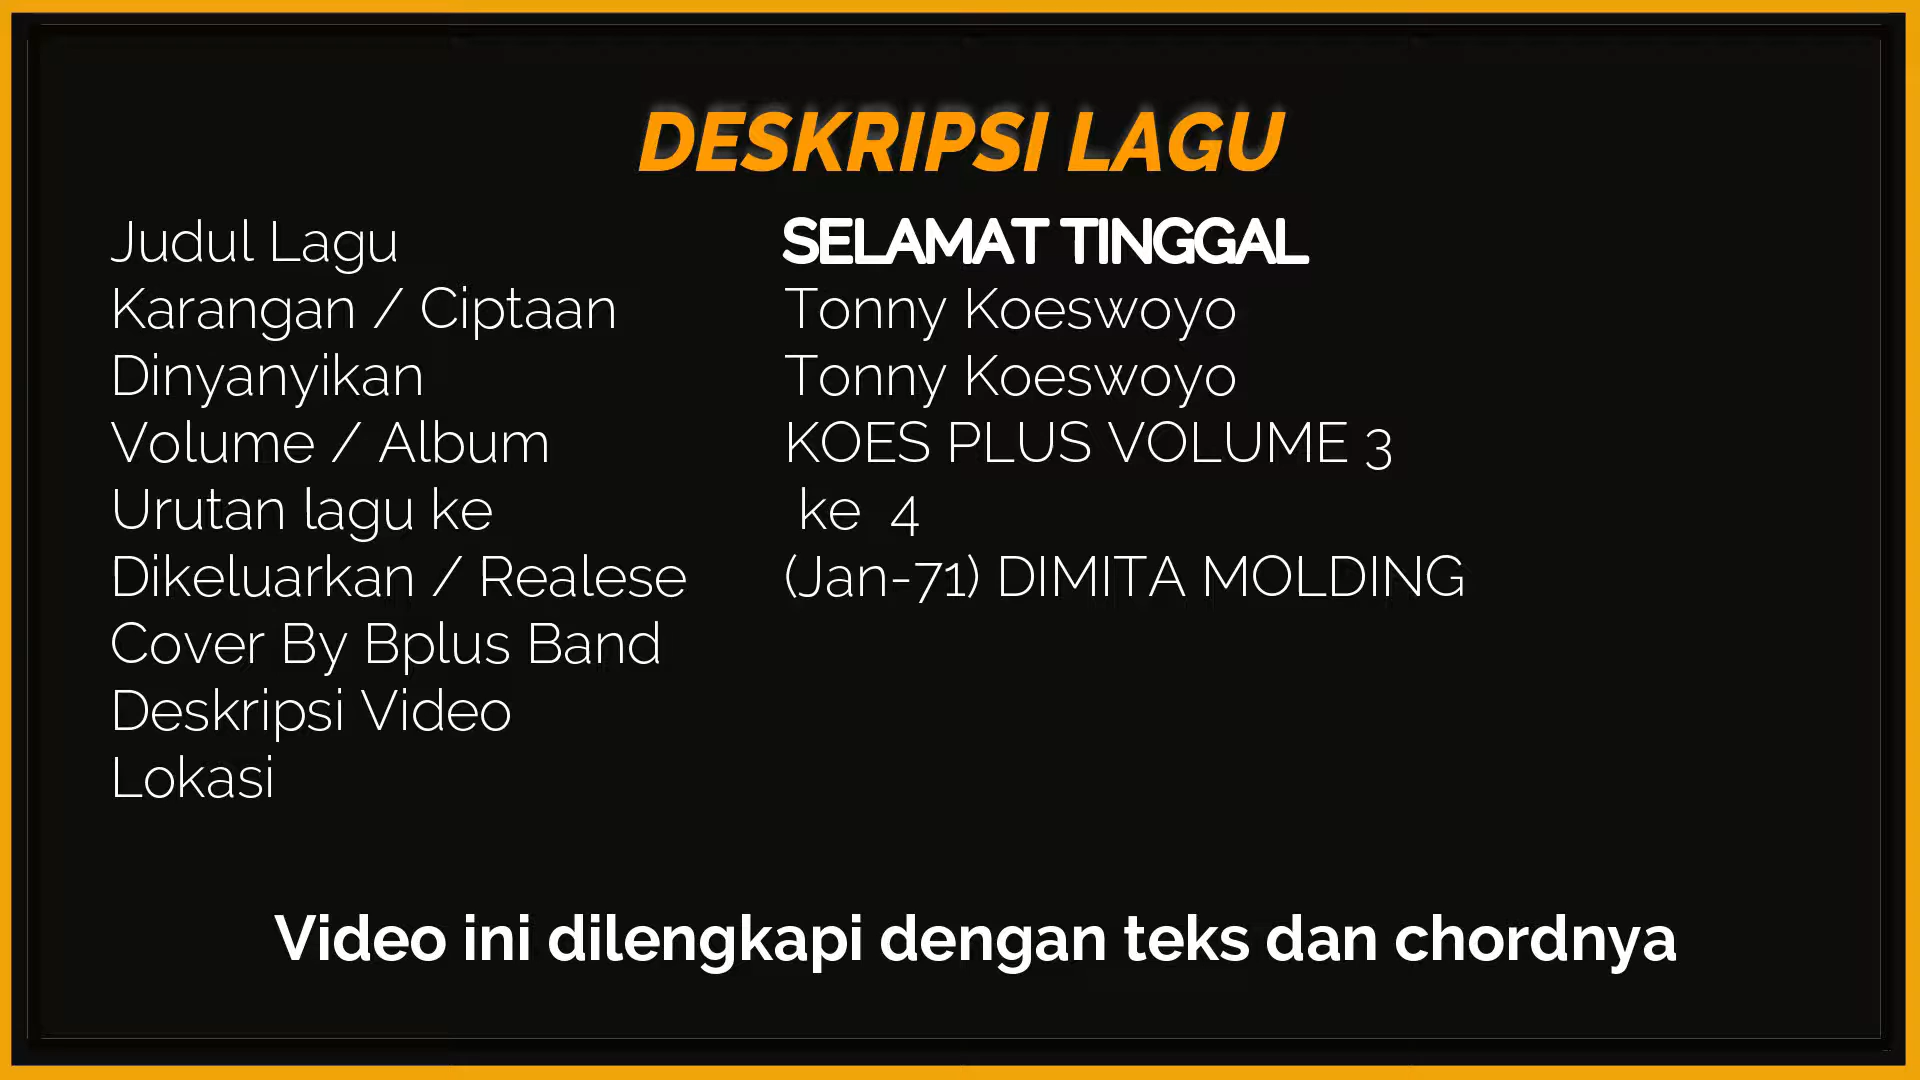 DESKRIPSI LAGU
Judul Lagu SELAMAT TINGGAL
Karangan / Ciptaan Tonny Koeswoyo
Dinyanyikan Tonny Koeswoyo
Volume / Album KOES PLUS VOLUME 3
Urutan lagu ke ke 4
Dikeluarkan / Realese (Jan-71) DIMITA MOLDING
Cover By Bplus Band
Deskripsi Video
Lokasi
Video ini dilengkapi dengan teks dan chordnya